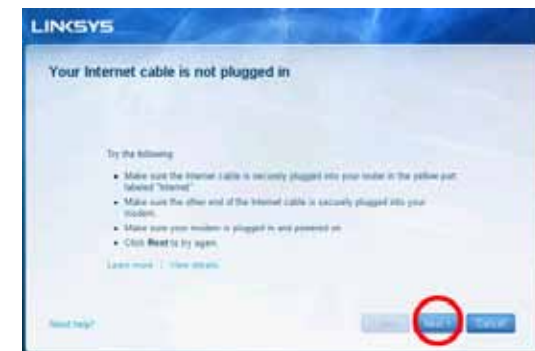 LINKSYS
Your Internet cable is not plugged in
Try the following:
• Make sure the Internet cable is securely plugged into your router in the yellow port
labeled "Internet"
• Make sure the other end of the Internet cable is securely plugged into your
modem.
• Make sure your modem is plugged in and powered on
• Click Next to try again.
Learn more | View details
Need help?
Next
Cancel